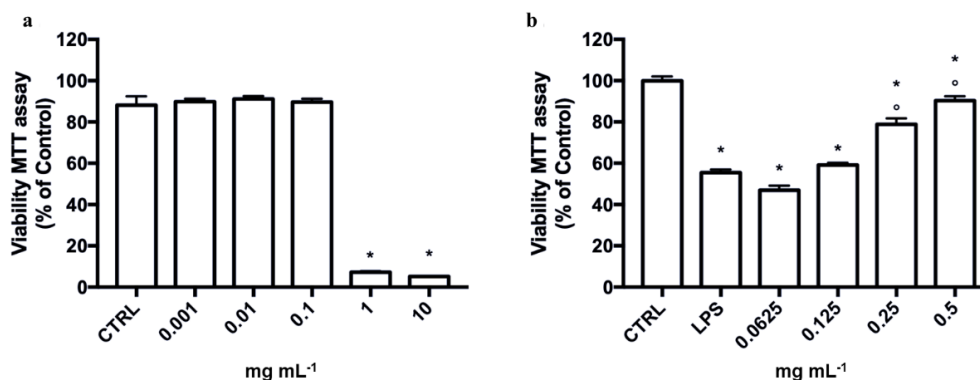 a
Viability MTT assay
(% of Control)
120
100
80
60
40
20
0
*
*
CTRL
0.001
0.01
0.1
1
10
mg mL⁻¹
b
Viability MTT assay
(% of Control)
120
100
80
60
40
20
0
*
*
*
*
°
*
°
CTRL
LPS
0.0625
0.125
0.25
0.5
mg mL⁻¹